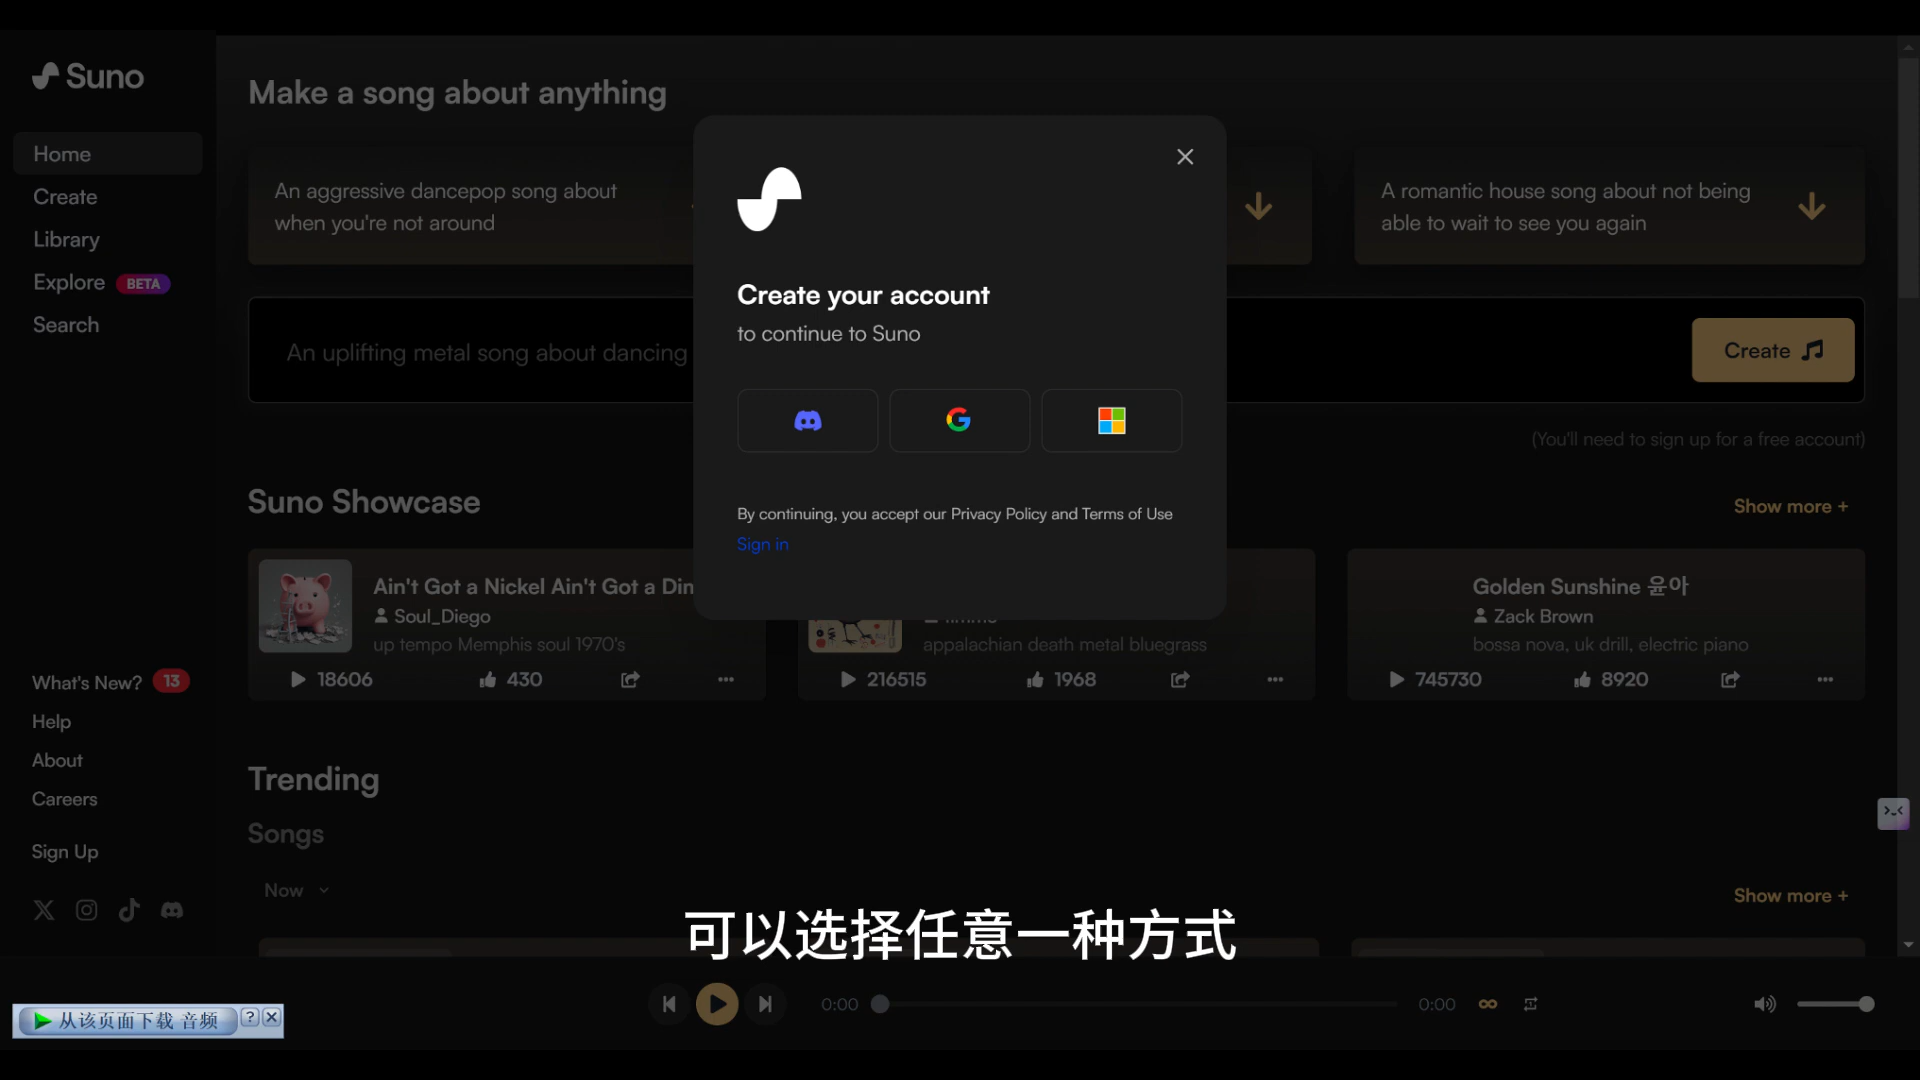 Suno
Home
Create
Library
Explore BETA
Search
What's New? 13
Help
About
Careers
Sign Up
Make a song about anything
An aggressive dancepop song about
when you're not around
A romantic house song about not being
able to wait to see you again
An uplifting metal song about dancing
Create
(You'll need to sign up for a free account)
Create your account
to continue to Suno
By continuing, you accept our Privacy Policy and Terms of Use
Sign in
Suno Showcase
Show more +
Ain't Got a Nickel Ain't Got a Din
Soul_Diego
up tempo Memphis soul 1970's
18606
430
appalachian death metal bluegrass
216515
1968
Golden Sunshine 윤아
Zack Brown
bossa nova, uk drill, electric piano
745730
8920
Trending
Songs
Now
Show more +
可以选择任意一种方式
0:00
0:00
从该页面下载 音频